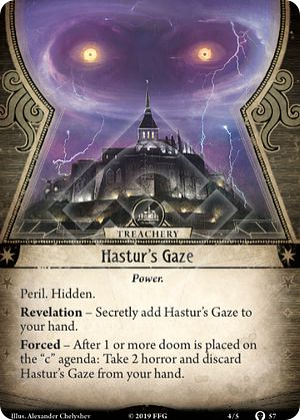 TREACHERY
Hastur's Gaze
Power.
Peril. Hidden.
Revelation – Secretly add Hastur's Gaze to
your hand.
Forced – After 1 or more doom is placed on
the “c” agenda: Take 2 horror and discard
Hastur's Gaze from your hand.
Illus. Alexander Chelyshev © 2019 FFG 4/5 57